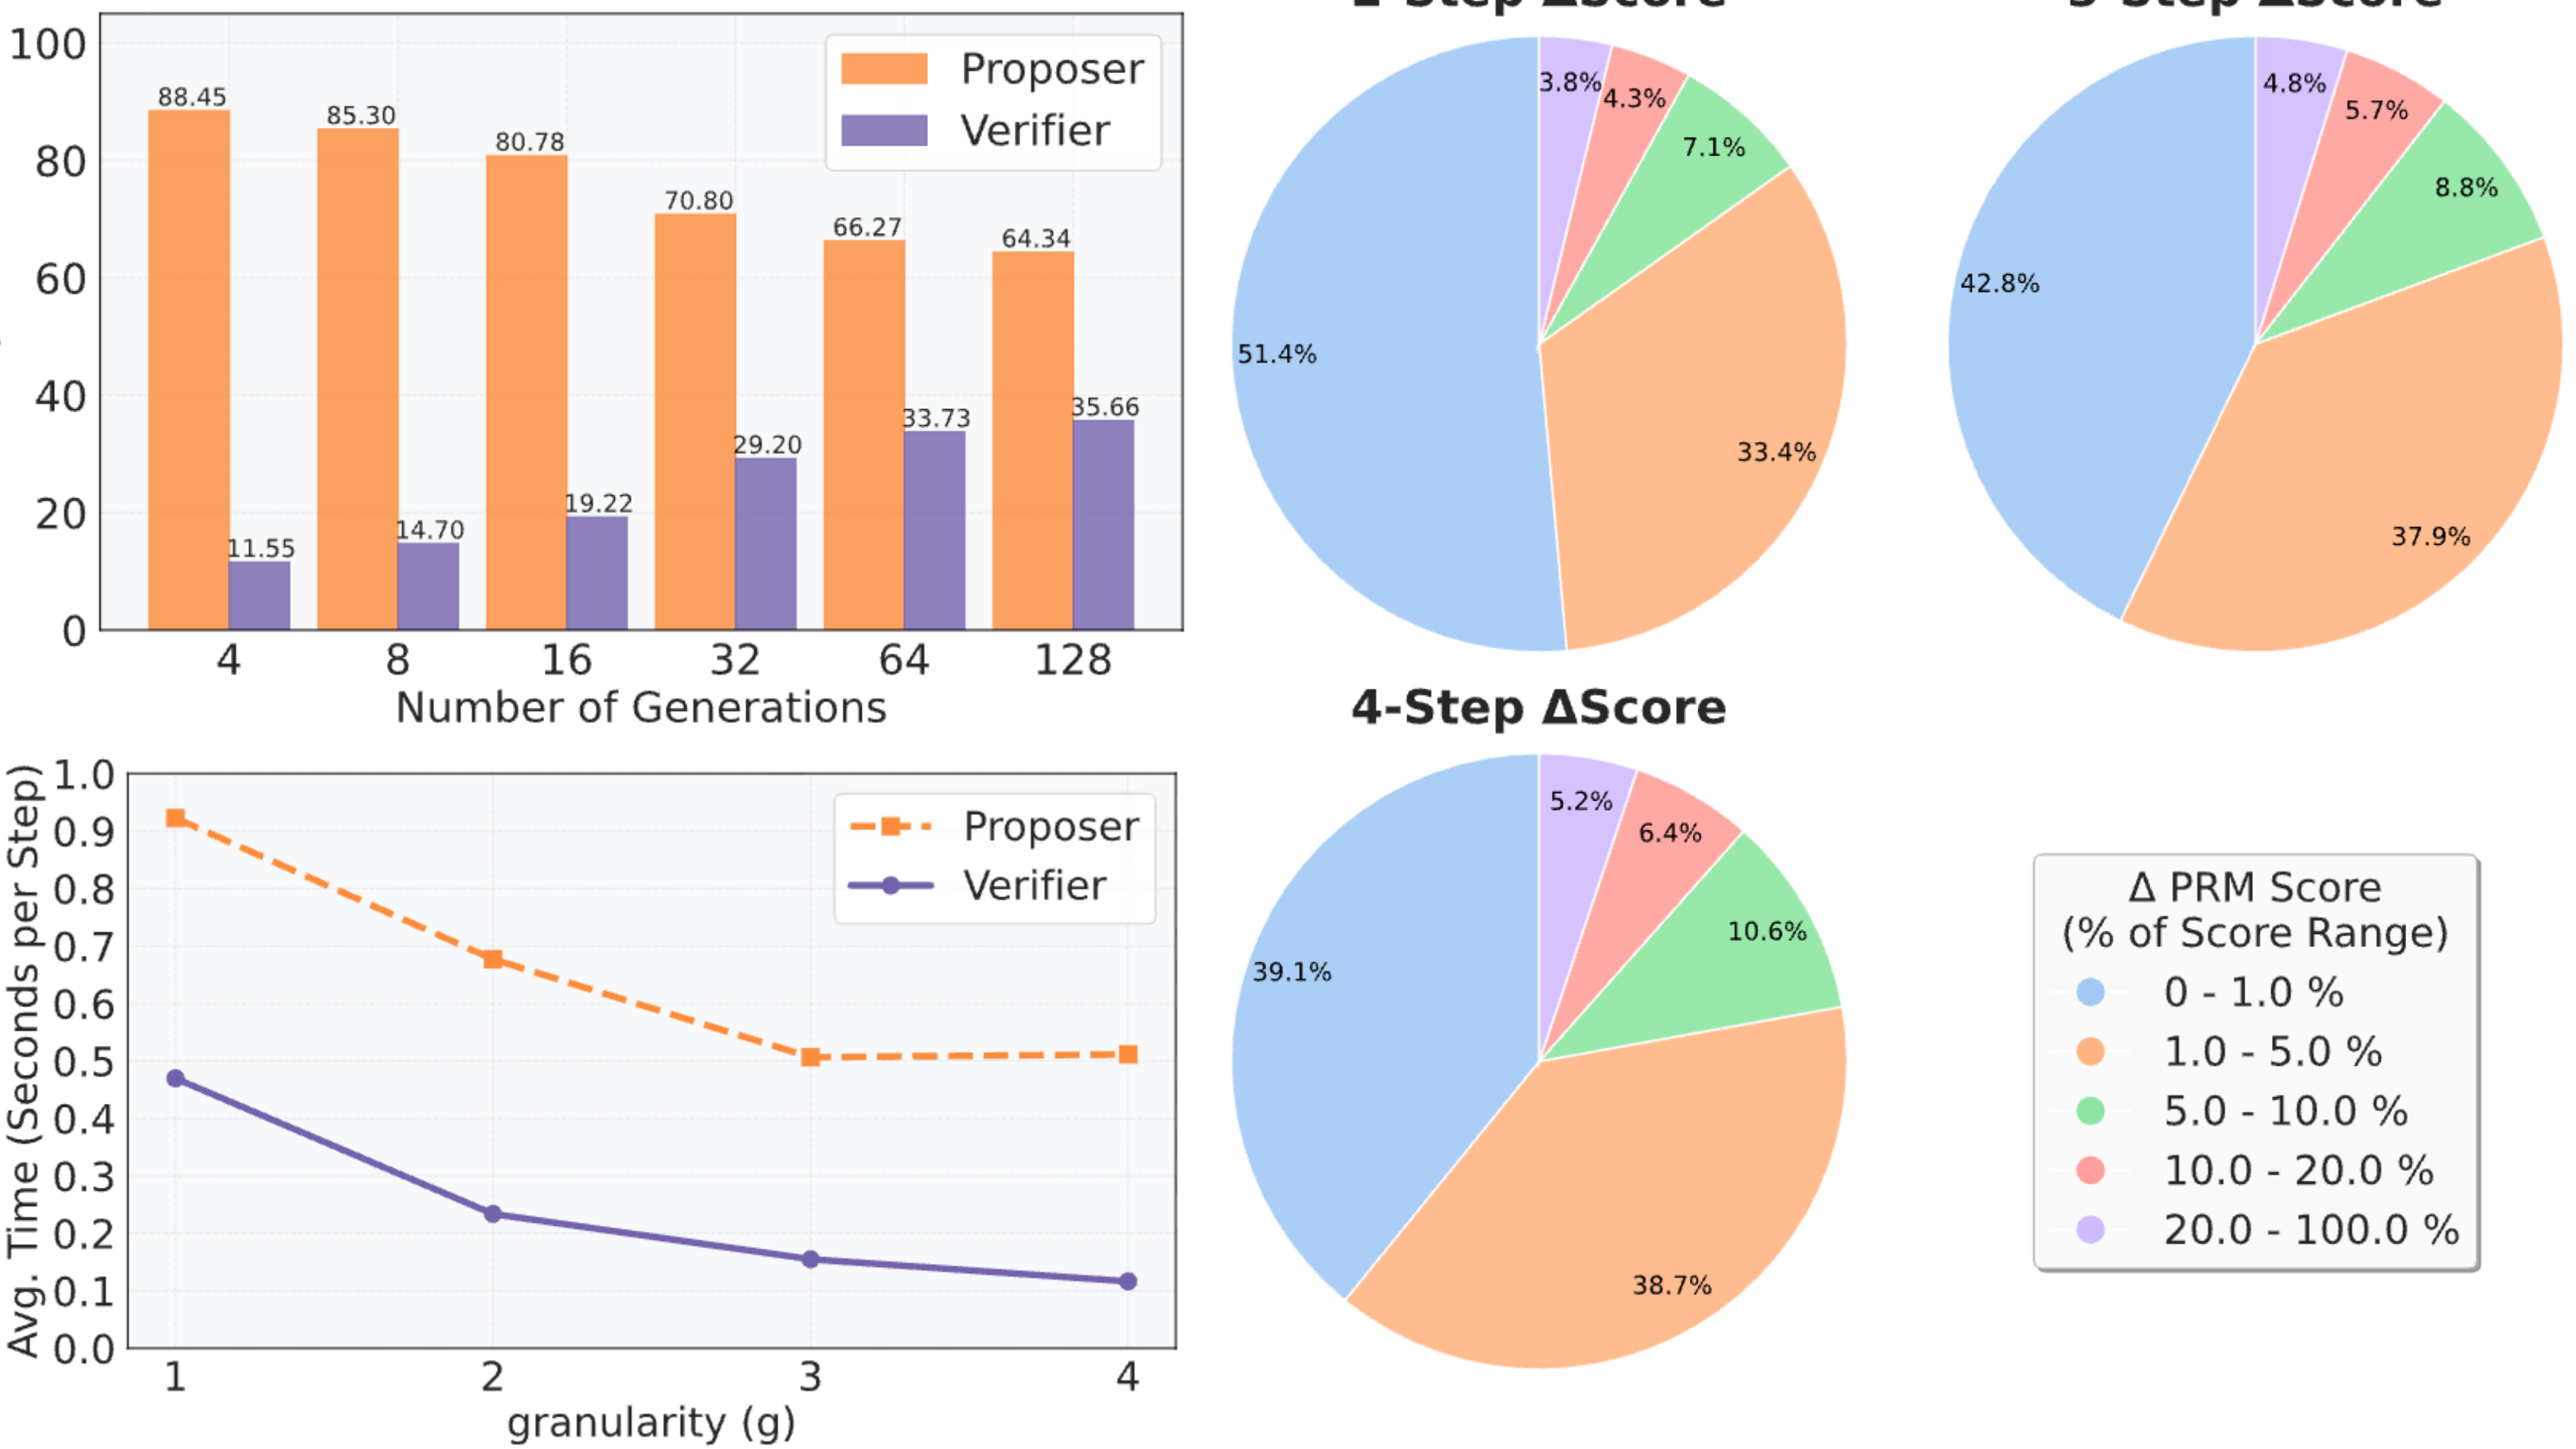 100
80
60
40
20
0
88.45
85.30
80.78
70.80
66.27
64.34
11.55
14.70
19.22
29.20
33.73
35.66
Proposer
Verifier
4 8 16 32 64 128
Number of Generations
-Step ΔScore
3.8%
4.3%
7.1%
33.4%
51.4%
-Step ΔScore
4.8%
5.7%
8.8%
37.9%
42.8%
Avg. Time (Seconds per Step)
1.0
0.9
0.8
0.7
0.6
0.5
0.4
0.3
0.2
0.1
0.0
Proposer
Verifier
1 2 3 4
granularity (g)
4-Step ΔScore
5.2%
6.4%
10.6%
38.7%
39.1%
Δ PRM Score
(% of Score Range)
0 - 1.0 %
1.0 - 5.0 %
5.0 - 10.0 %
10.0 - 20.0 %
20.0 - 100.0 %